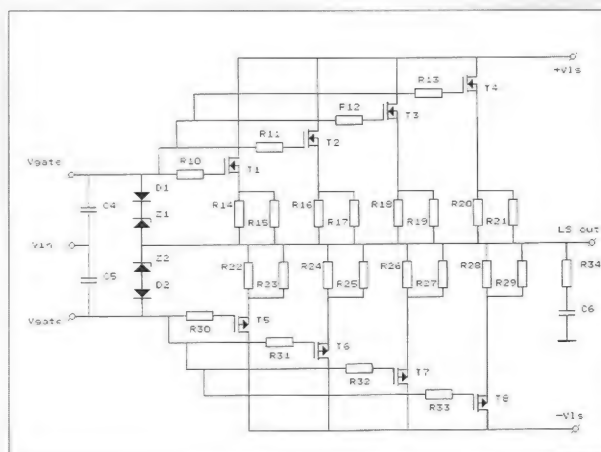 +Vls
R13
T4
R12
T3
R11
T2
Vgate
R10
T1
D1
C4
Z1
R14
R15
R16
R17
R18
R19
R20
R21
Vin
LS out
Z2
C5
D2
R22
R23
R24
R25
R26
R27
R28
R29
R34
C6
Vgate
R30
T5
R31
T6
R32
T7
R33
T8
-Vls